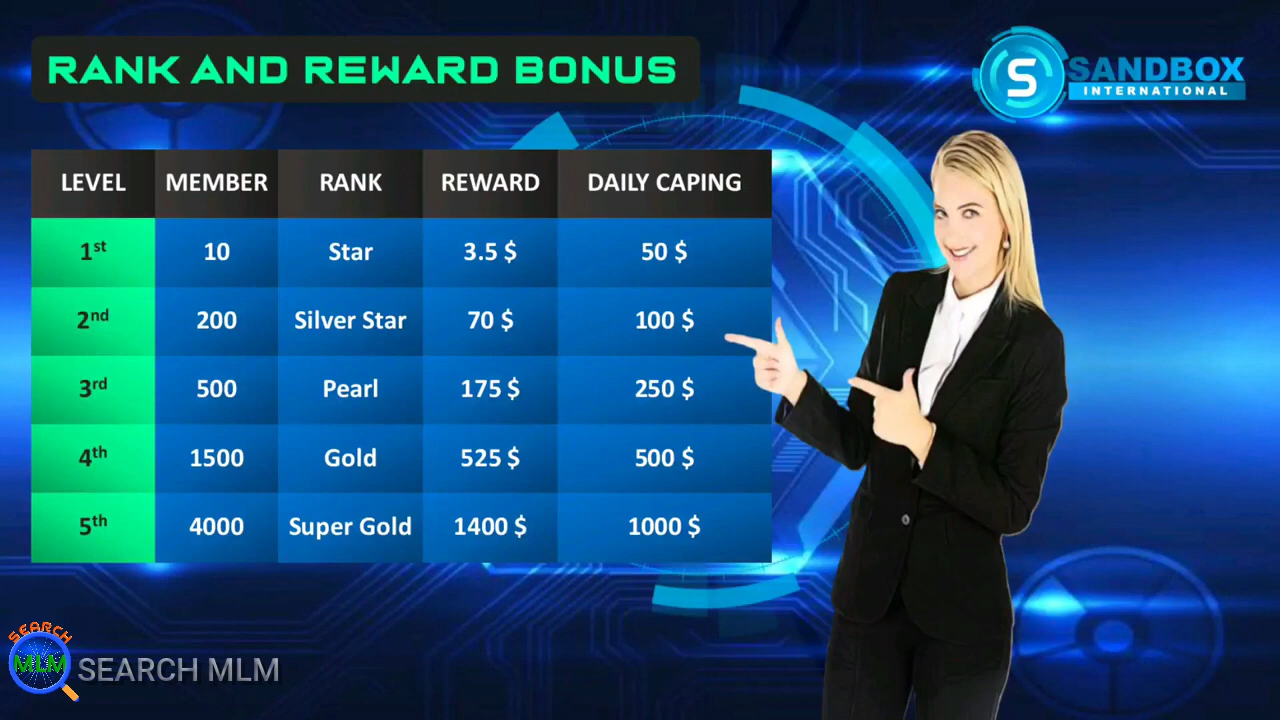 RANK AND REWARD BONUS
S
SANDBOX
INTERNATIONAL
LEVEL MEMBER RANK REWARD DAILY CAPING
1st 10 Star 3.5 $ 50 $
2nd 200 Silver Star 70 $ 100 $
3rd 500 Pearl 175 $ 250 $
4th 1500 Gold 525 $ 500 $
5th 4000 Super Gold 1400 $ 1000 $
SEARCH
MLM
SEARCH MLM